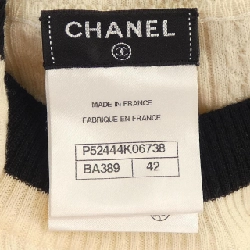 CHANEL
MADE IN FRANCE
FABRIQUE EN FRANCE
P52444K06738
BA389 42